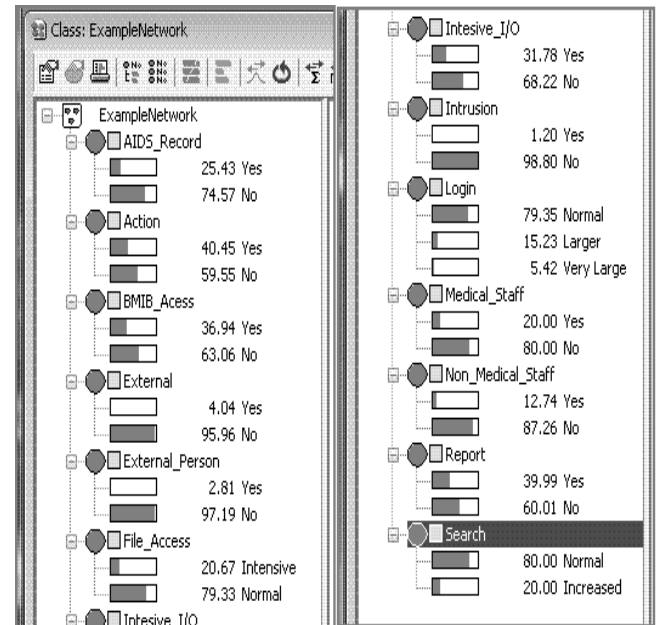 Class: ExampleNetwork
ExampleNetwork
AIDS_Record
25.43 Yes
74.57 No
Action
40.45 Yes
59.55 No
BMIB_Acess
36.94 Yes
63.06 No
External
4.04 Yes
95.96 No
External_Person
2.81 Yes
97.19 No
File_Access
20.67 Intensive
79.33 Normal
Intesive_I/O
Intesive_I/O
31.78 Yes
68.22 No
Intrusion
1.20 Yes
98.80 No
Login
79.35 Normal
15.23 Larger
5.42 Very Large
Medical_Staff
20.00 Yes
80.00 No
Non_Medical_Staff
12.74 Yes
87.26 No
Report
39.99 Yes
60.01 No
Search
80.00 Normal
20.00 Increased